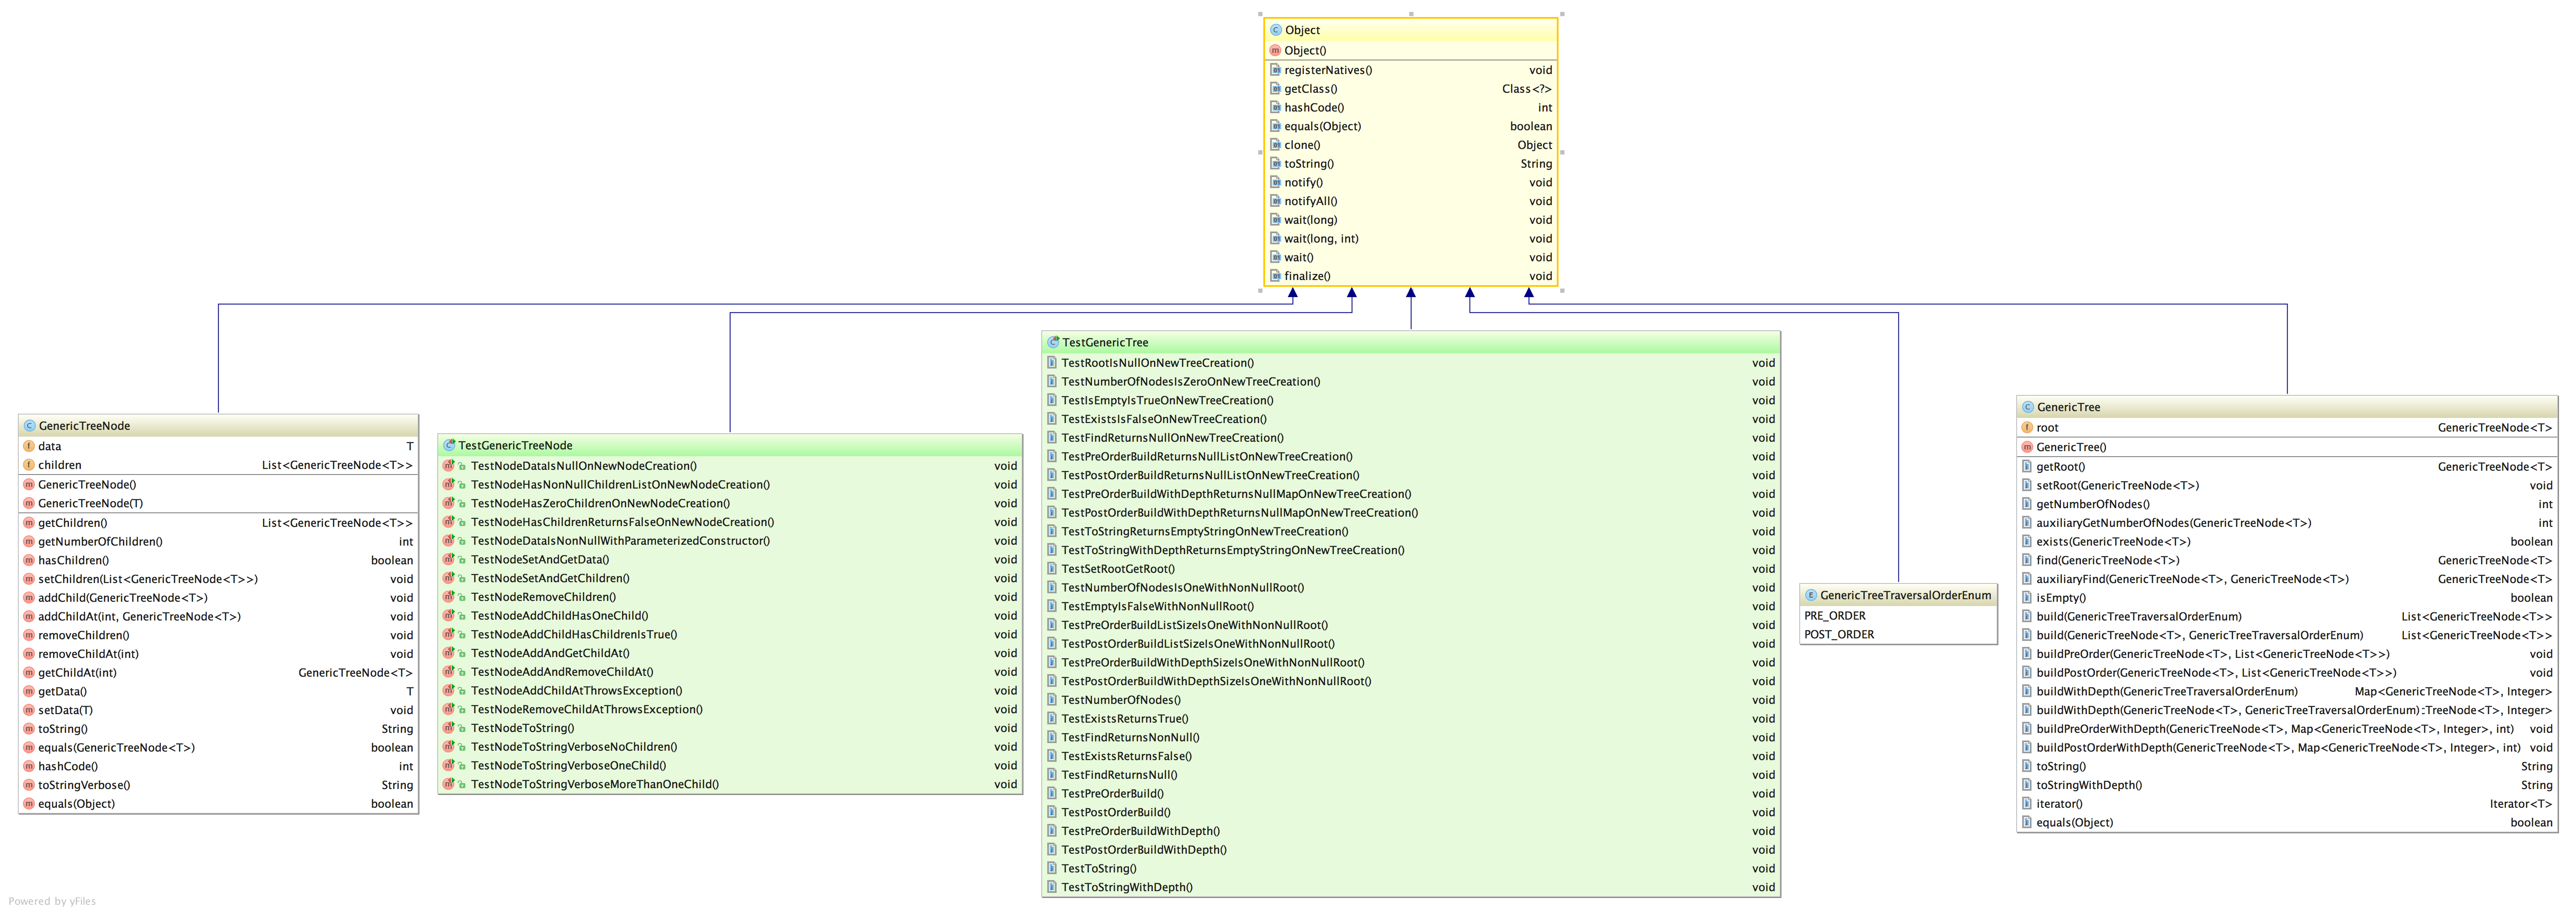 Object
Object()
registerNatives() void
getClass() Class<?>
hashCode() int
equals(Object) boolean
clone() Object
toString() String
notify() void
notifyAll() void
wait(long) void
wait(long, int) void
wait() void
finalize() void
GenericTreeNode
data T
children List<GenericTreeNode<T>>
GenericTreeNode()
GenericTreeNode(T)
getChildren() List<GenericTreeNode<T>>
getNumberOfChildren() int
hasChildren() boolean
setChildren(List<GenericTreeNode<T>>) void
addChild(GenericTreeNode<T>) void
addChildAt(int, GenericTreeNode<T>) void
removeChildren() void
removeChildAt(int) void
getChildAt(int) GenericTreeNode<T>
getData() T
setData(T) void
toString() String
equals(GenericTreeNode<T>) boolean
hashCode() int
toStringVerbose() String
equals(Object) boolean
TestGenericTreeNode
TestNodeDataIsNullOnNewNodeCreation() void
TestNodeHasNonNullChildrenListOnNewNodeCreation() void
TestNodeHasZeroChildrenOnNewNodeCreation() void
TestNodeHasChildrenReturnsFalseOnNewNodeCreation() void
TestNodeDataIsNonNullWithParameterizedConstructor() void
TestNodeSetAndGetData() void
TestNodeSetAndGetChildren() void
TestNodeRemoveChildren() void
TestNodeAddChildHasOneChild() void
TestNodeAddChildHasChildrenIsTrue() void
TestNodeAddAndGetChildAt() void
TestNodeAddAndRemoveChildAt() void
TestNodeAddChildAtThrowsException() void
TestNodeRemoveChildAtThrowsException() void
TestNodeToString() void
TestNodeToStringVerboseNoChildren() void
TestNodeToStringVerboseOneChild() void
TestNodeToStringVerboseMoreThanOneChild() void
TestGenericTree
TestRootIsNullOnNewTreeCreation() void
TestNumberOfNodesIsZeroOnNewTreeCreation() void
TestIsEmptyIsTrueOnNewTreeCreation() void
TestExistsIsFalseOnNewTreeCreation() void
TestFindReturnsNullOnNewTreeCreation() void
TestPreOrderBuildReturnsNullListOnNewTreeCreation() void
TestPostOrderBuildReturnsNullListOnNewTreeCreation() void
TestPreOrderBuildWithDepthReturnsNullMapOnNewTreeCreation() void
TestPostOrderBuildWithDepthReturnsNullMapOnNewTreeCreation() void
TestToStringReturnsEmptyStringOnNewTreeCreation() void
TestToStringWithDepthReturnsEmptyStringOnNewTreeCreation() void
TestSetRootGetRoot() void
TestNumberOfNodesIsOneWithNonNullRoot() void
TestEmptyIsFalseWithNonNullRoot() void
TestPreOrderBuildListSizeIsOneWithNonNullRoot() void
TestPostOrderBuildListSizeIsOneWithNonNullRoot() void
TestPreOrderBuildWithDepthSizeIsOneWithNonNullRoot() void
TestPostOrderBuildWithDepthSizeIsOneWithNonNullRoot() void
TestNumberOfNodes() void
TestExistsReturnsTrue() void
TestFindReturnsNonNull() void
TestExistsReturnsFalse() void
TestFindReturnsNull() void
TestPreOrderBuild() void
TestPostOrderBuild() void
TestPreOrderBuildWithDepth() void
TestPostOrderBuildWithDepth() void
TestToString() void
TestToStringWithDepth() void
GenericTreeTraversalOrderEnum
PRE_ORDER
POST_ORDER
GenericTree
root GenericTreeNode<T>
GenericTree()
getRoot() GenericTreeNode<T>
setRoot(GenericTreeNode<T>) void
getNumberOfNodes() int
auxiliaryGetNumberOfNodes(GenericTreeNode<T>) int
exists(GenericTreeNode<T>) boolean
find(GenericTreeNode<T>) GenericTreeNode<T>
auxiliaryFind(GenericTreeNode<T>, GenericTreeNode<T>) GenericTreeNode<T>
isEmpty() boolean
build(GenericTreeTraversalOrderEnum) List<GenericTreeNode<T>>
build(GenericTreeNode<T>, GenericTreeTraversalOrderEnum) List<GenericTreeNode<T>>
buildPreOrder(GenericTreeNode<T>, List<GenericTreeNode<T>>) void
buildPostOrder(GenericTreeNode<T>, List<GenericTreeNode<T>>) void
buildWithDepth(GenericTreeTraversalOrderEnum) Map<GenericTreeNode<T>, Integer>
buildWithDepth(GenericTreeNode<T>, GenericTreeTraversalOrderEnum) :TreeNode<T>, Integer>
buildPreOrderWithDepth(GenericTreeNode<T>, Map<GenericTreeNode<T>, Integer>, int) void
buildPostOrderWithDepth(GenericTreeNode<T>, Map<GenericTreeNode<T>, Integer>, int) void
toString() String
toStringWithDepth() String
iterator() Iterator<T>
equals(Object) boolean
Powered by yFiles